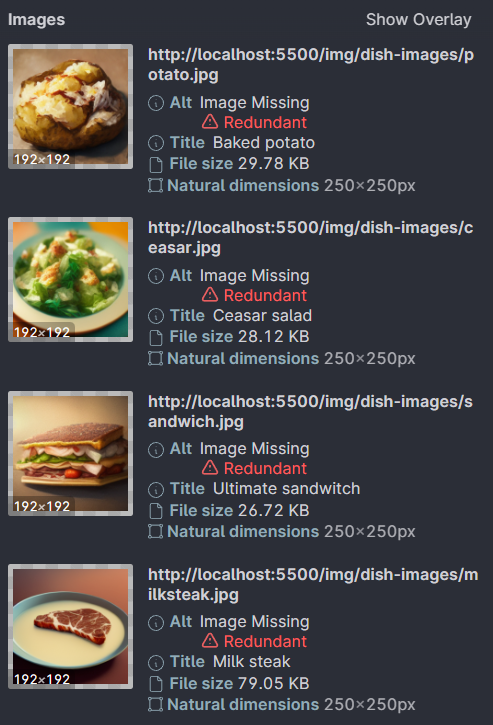 Images Show Overlay
http://localhost:5500/img/dish-images/p
otato.jpg
Alt Image Missing
Redundant
Title Baked potato
192×192
File size 29.78 KB
Natural dimensions 250×250px
http://localhost:5500/img/dish-images/c
easar.jpg
Alt Image Missing
Redundant
Title Ceasar salad
192×192
File size 28.12 KB
Natural dimensions 250×250px
http://localhost:5500/img/dish-images/s
andwich.jpg
Alt Image Missing
Redundant
Title Ultimate sandwitch
192×192
File size 26.72 KB
Natural dimensions 250×250px
http://localhost:5500/img/dish-images/m
ilksteak.jpg
Alt Image Missing
Redundant
Title Milk steak
192×192
File size 79.05 KB
Natural dimensions 250×250px